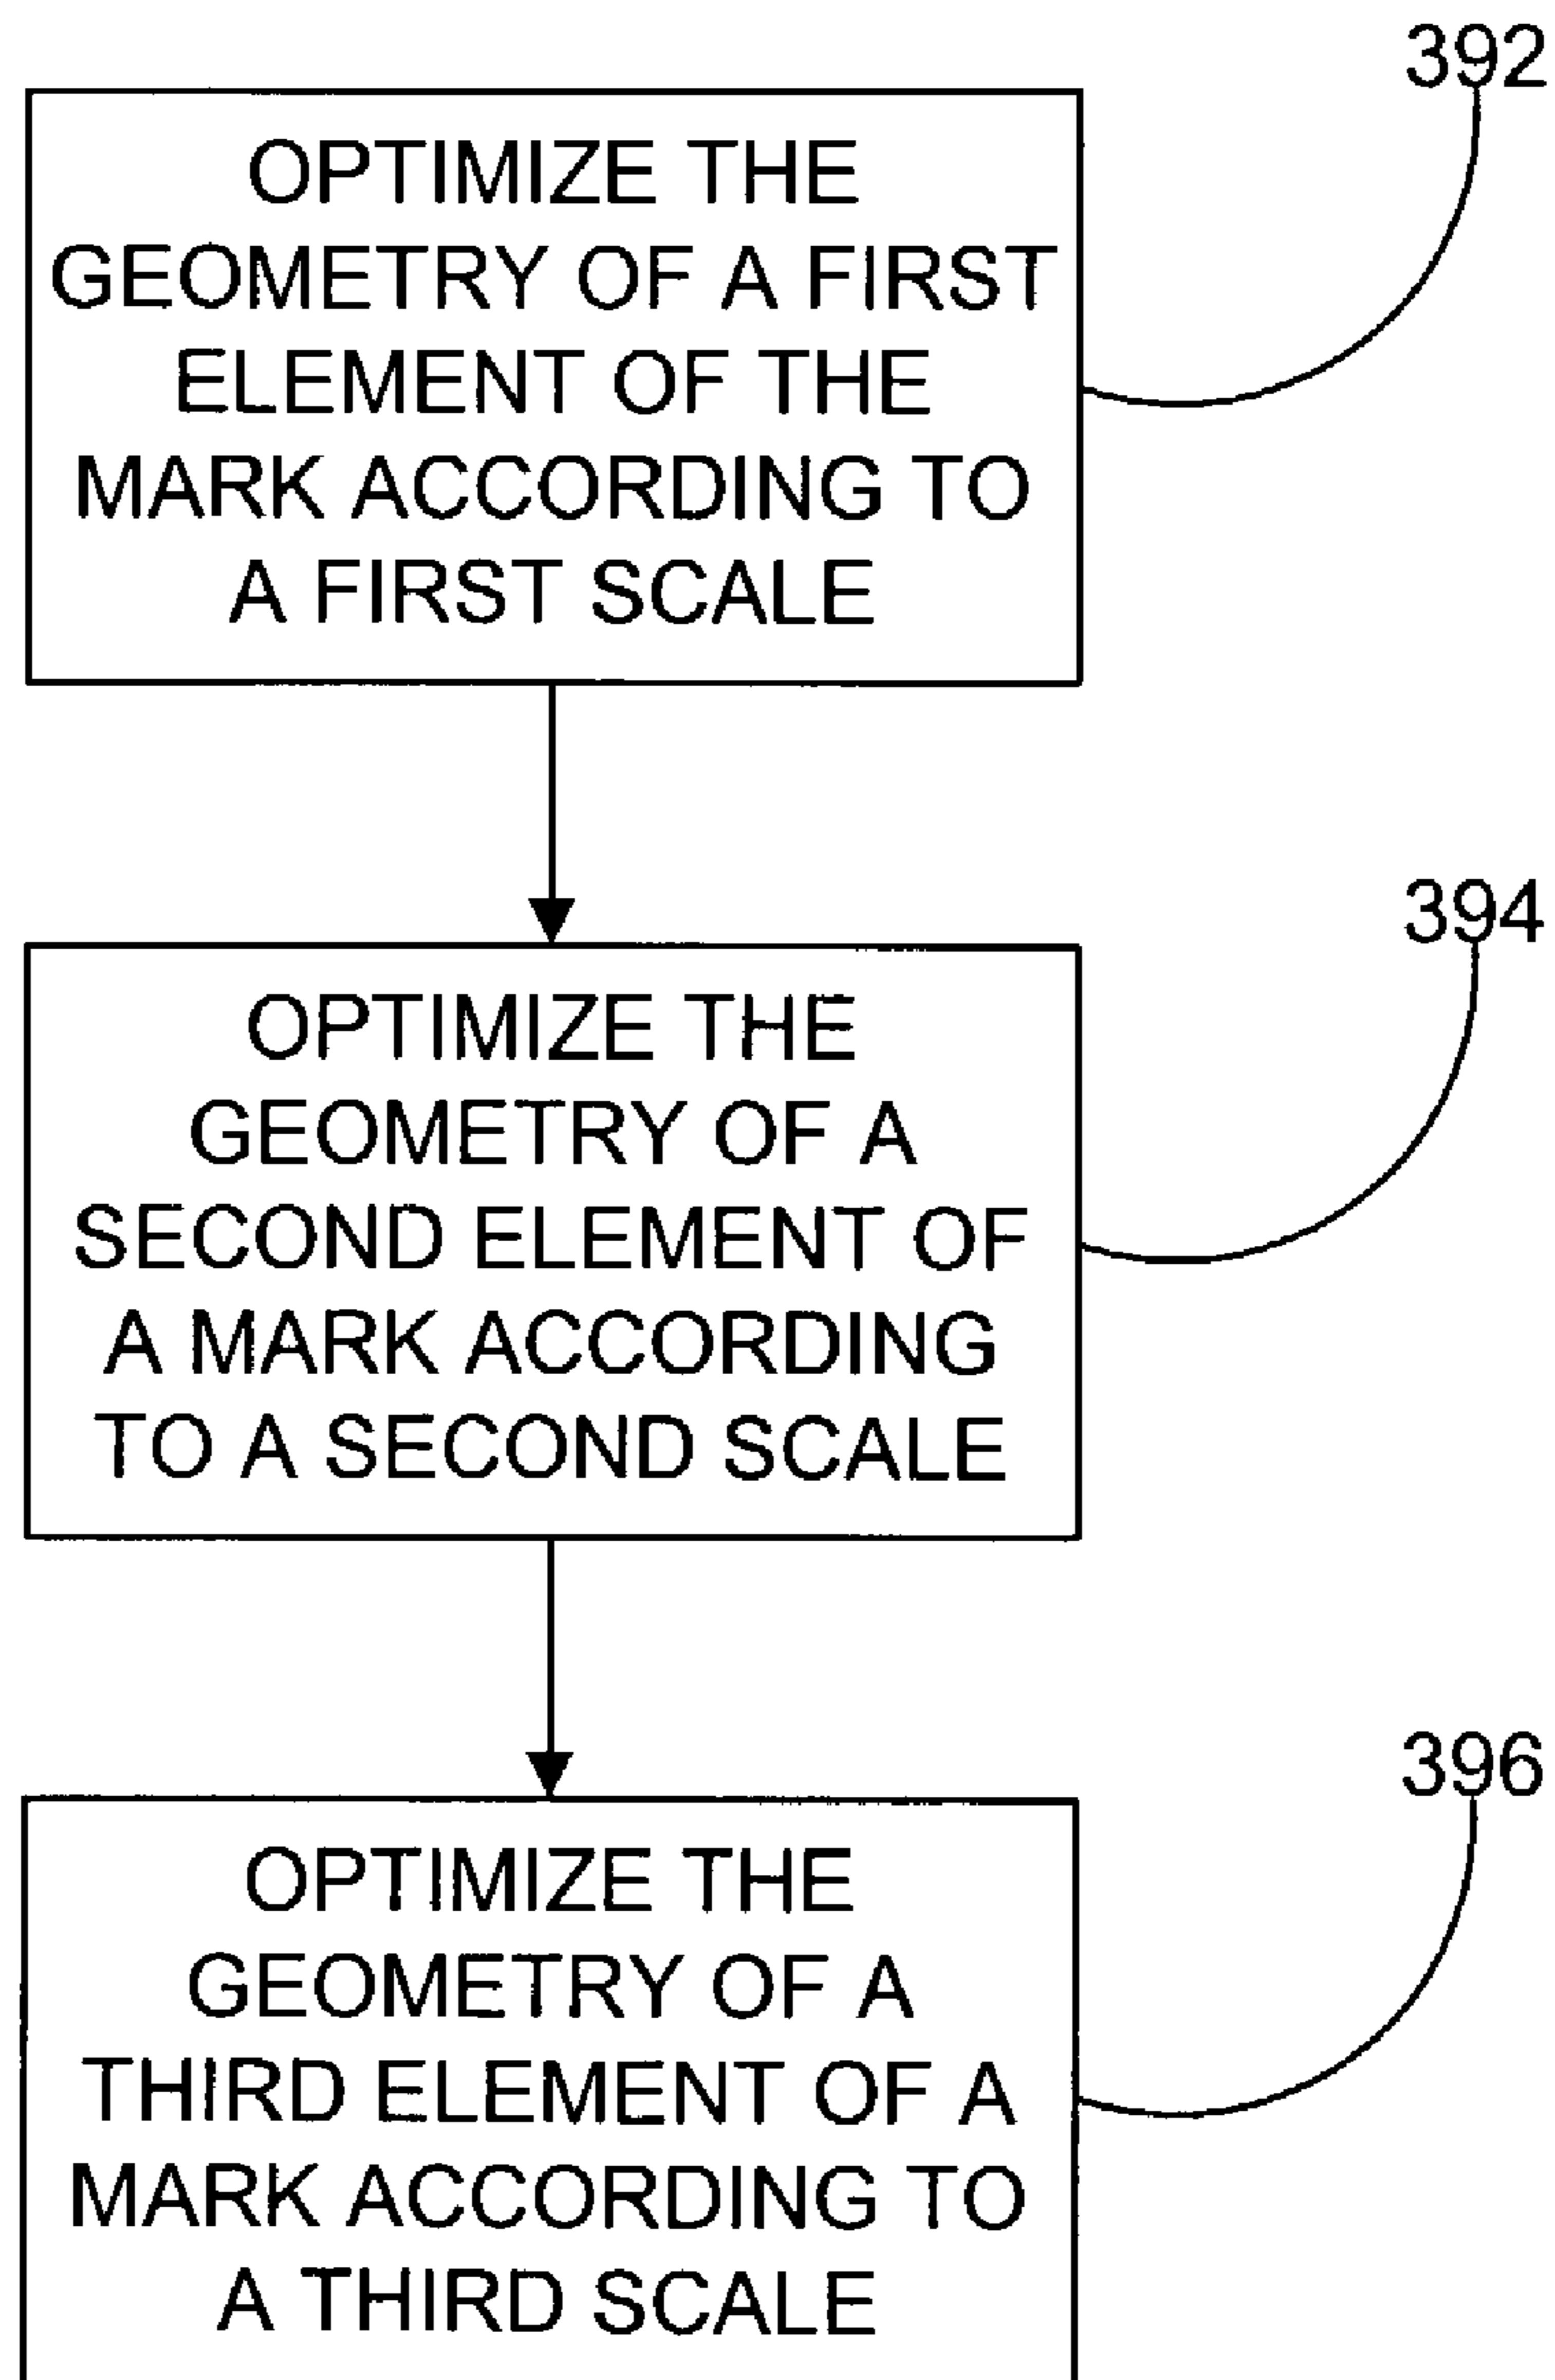 392
OPTIMIZE THE
GEOMETRY OF A FIRST
ELEMENT OF THE
MARK ACCORDING TO
A FIRST SCALE
394
OPTIMIZE THE
GEOMETRY OF A
SECOND ELEMENT OF
A MARK ACCORDING
TO A SECOND SCALE
396
OPTIMIZE THE
GEOMETRY OF A
THIRD ELEMENT OF A
MARK ACCORDING TO
A THIRD SCALE